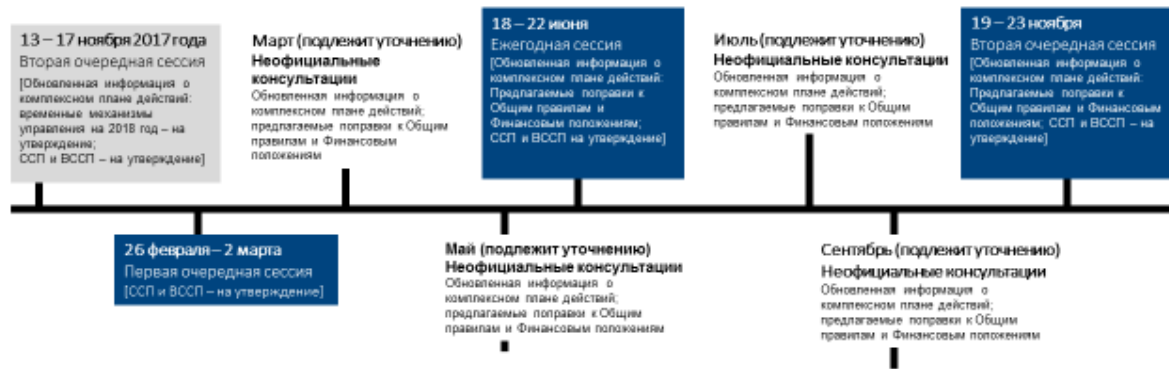 13 – 17 ноября 2017 года
Вторая очередная сессия
[Обновленная информация о
комплексном плане действий:
временные механизмы
управления на 2018 год – на
утверждение;
ССП и ВССП – на утверждение]
Март (подлежит уточнению)
Неофициальные
консультации
Обновленная информация о
комплексном плане действий;
предлагаемые поправки к Общим
правилам и Финансовым
положениям
18 – 22 июня
Ежегодная сессия
[Обновленная информация о
комплексном плане действий:
Предлагаемые поправки к
Общим правилам и
Финансовым положениям;
ССП и ВССП – на утверждение]
Июль (подлежит уточнению)
Неофициальные консультации
Обновленная информация о
комплексном плане действий;
предлагаемые поправки к Общим
правилам и Финансовым положениям
19 – 23 ноября
Вторая очередная сессия
[Обновленная информация о
комплексном плане действий:
Предлагаемые поправки к
Общим правилам и Финансовым
положениям; ССП и ВССП – на
утверждение]
26 февраля – 2 марта
Первая очередная сессия
[ССП и ВССП – на утверждение]
Май (подлежит уточнению)
Неофициальные консультации
Обновленная информация о
комплексном плане действий;
предлагаемые поправки к Общим
правилам и Финансовым положениям
Сентябрь (подлежит уточнению)
Неофициальные консультации
Обновленная информация о
комплексном плане действий;
предлагаемые поправки к Общим
правилам и Финансовым положениям